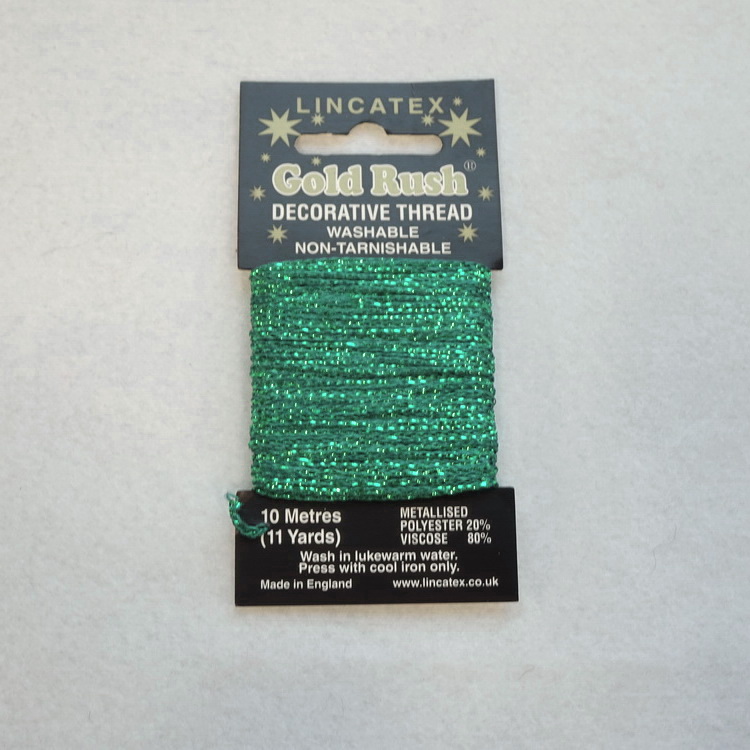 LINCATEX
Gold Rush®
DECORATIVE THREAD
WASHABLE
NON-TARNISHABLE
10 Metres
(11 Yards)
METALLISED
POLYESTER 20%
VISCOSE 80%
Wash in lukewarm water.
Press with cool iron only.
Made in England
www.lincatex.co.uk